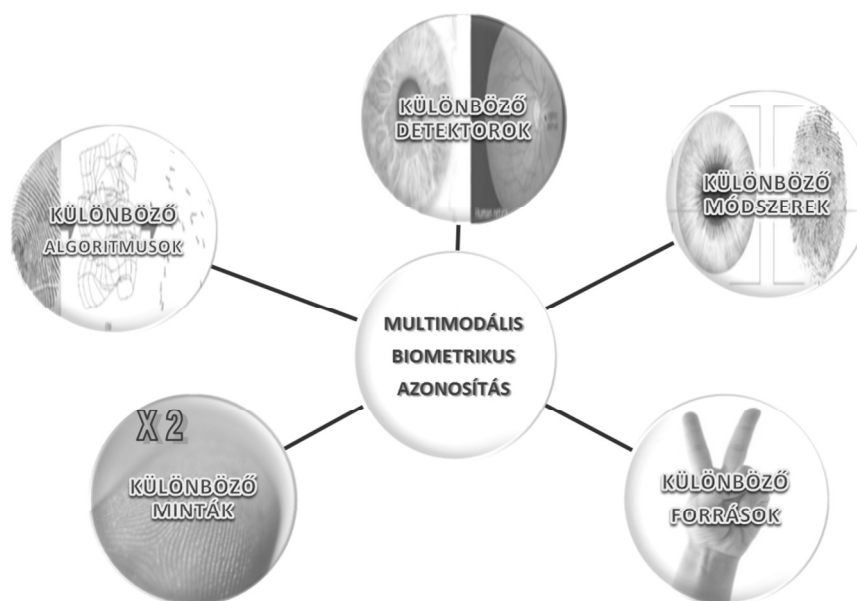 KÜLÖNBÖZŐ
DETEKTOROK
KÜLÖNBÖZŐ
MÓDSZEREK
KÜLÖNBÖZŐ
ALGORITMUSOK
MULTIMODÁLIS
BIOMETRIKUS
AZONOSÍTÁS
X 2
KÜLÖNBÖZŐ
MINTÁK
KÜLÖNBÖZŐ
FORRÁSOK